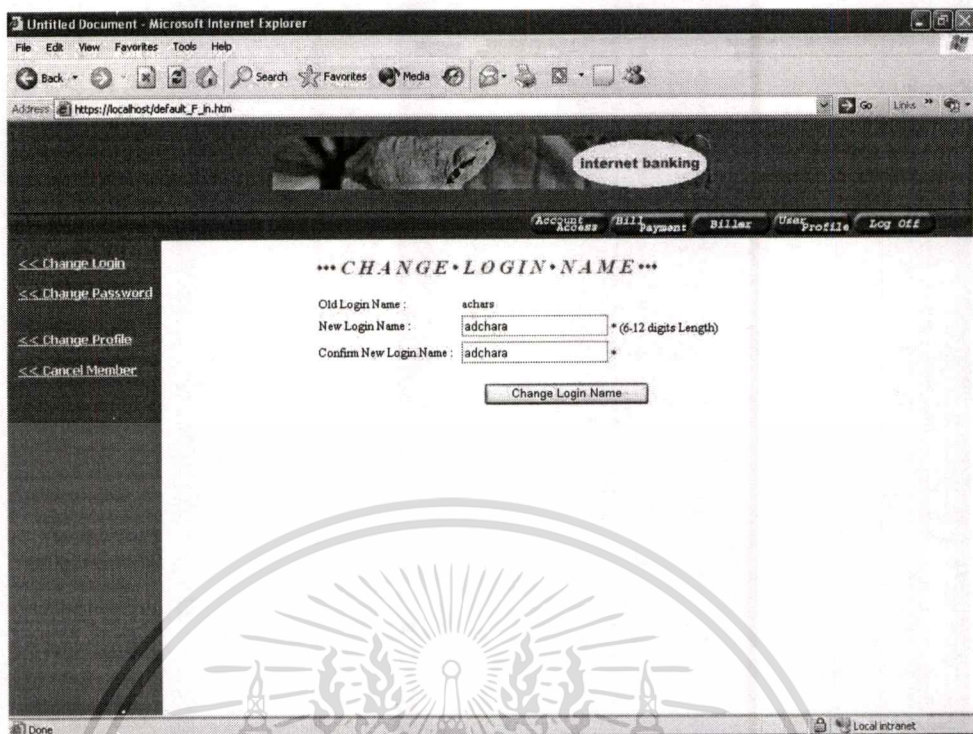 Untitled Document - Microsoft Internet Explorer
File Edit View Favorites Tools Help
Back Search Favorites Media
Address https://localhost/default_F_in.htm Go Links »
internet banking
Account Access Bill Payment Biller User Profile Log Off
<< Change Login
<< Change Password
<< Change Profile
<< Cancel Member
•••CHANGE•LOGIN•NAME•••
Old Login Name : achars
New Login Name : adchara * (6-12 digits Length)
Confirm New Login Name : adchara *
Change Login Name
Done Local intranet